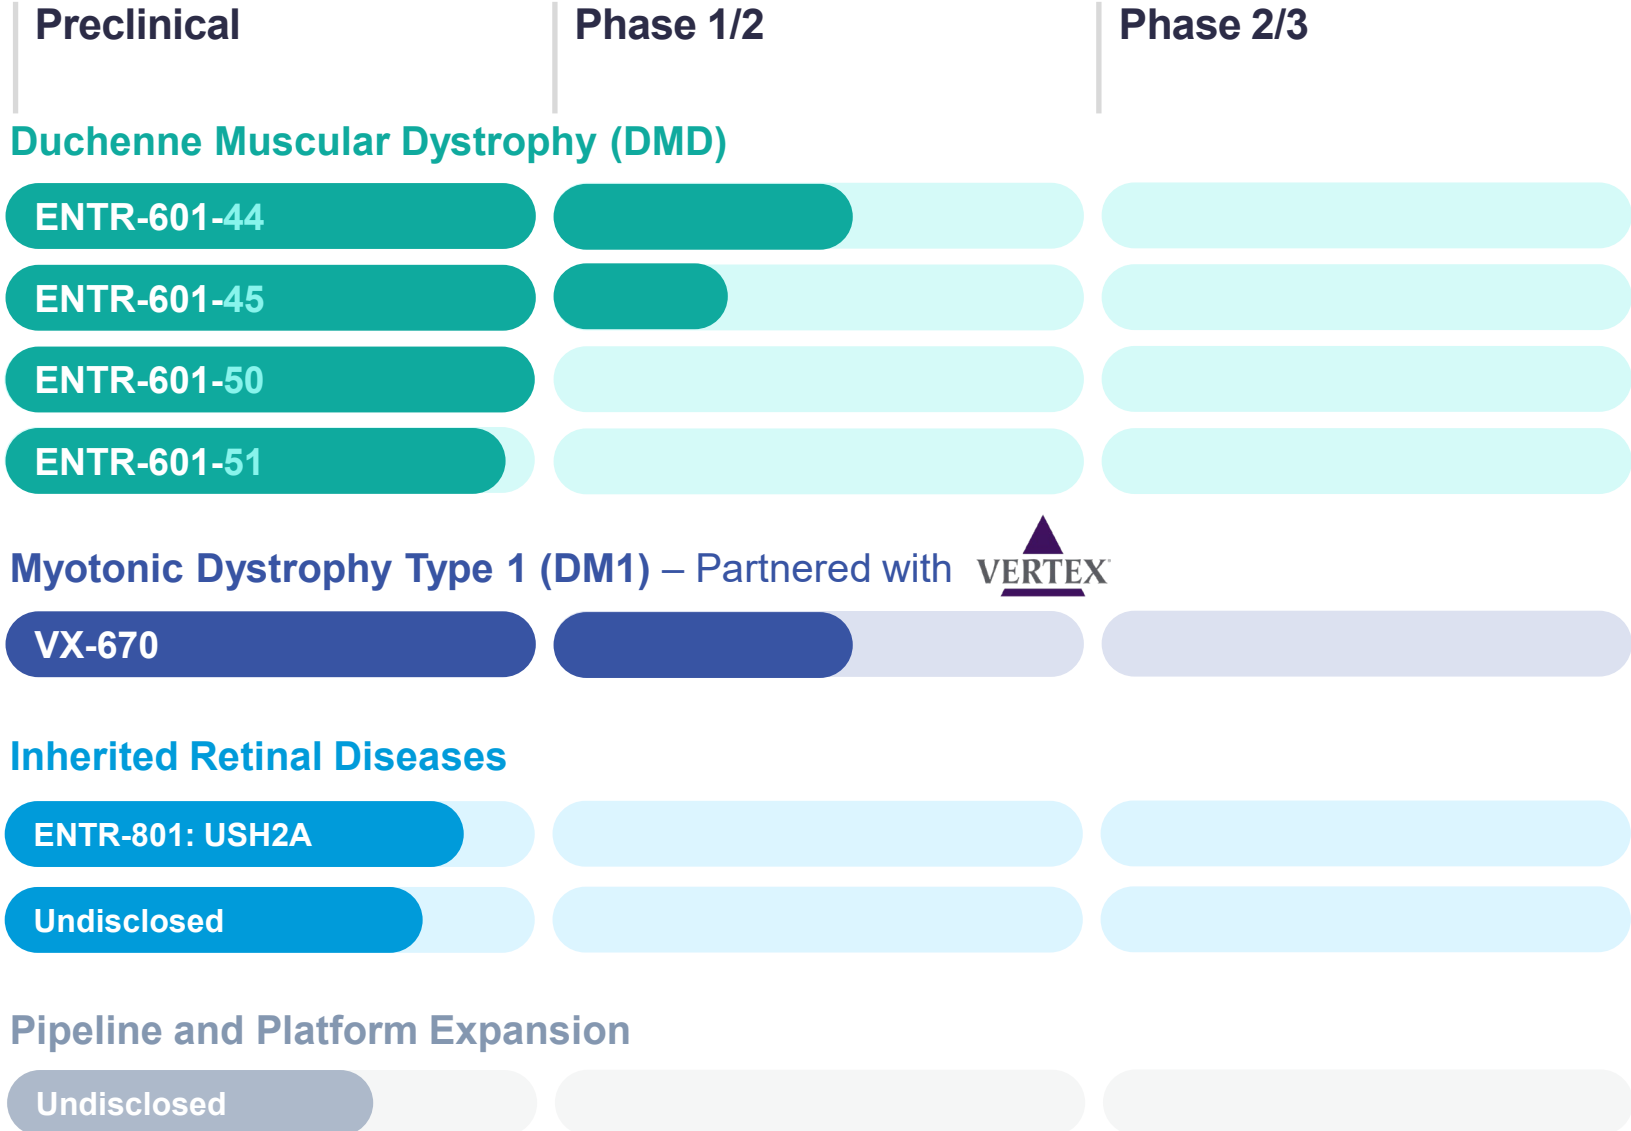 Preclinical Phase 1/2 Phase 2/3
Duchenne Muscular Dystrophy (DMD)
ENTR-601-44
ENTR-601-45
ENTR-601-50
ENTR-601-51
Myotonic Dystrophy Type 1 (DM1) – Partnered with VERTEX
VX-670
Inherited Retinal Diseases
ENTR-801: USH2A
Undisclosed
Pipeline and Platform Expansion
Undisclosed